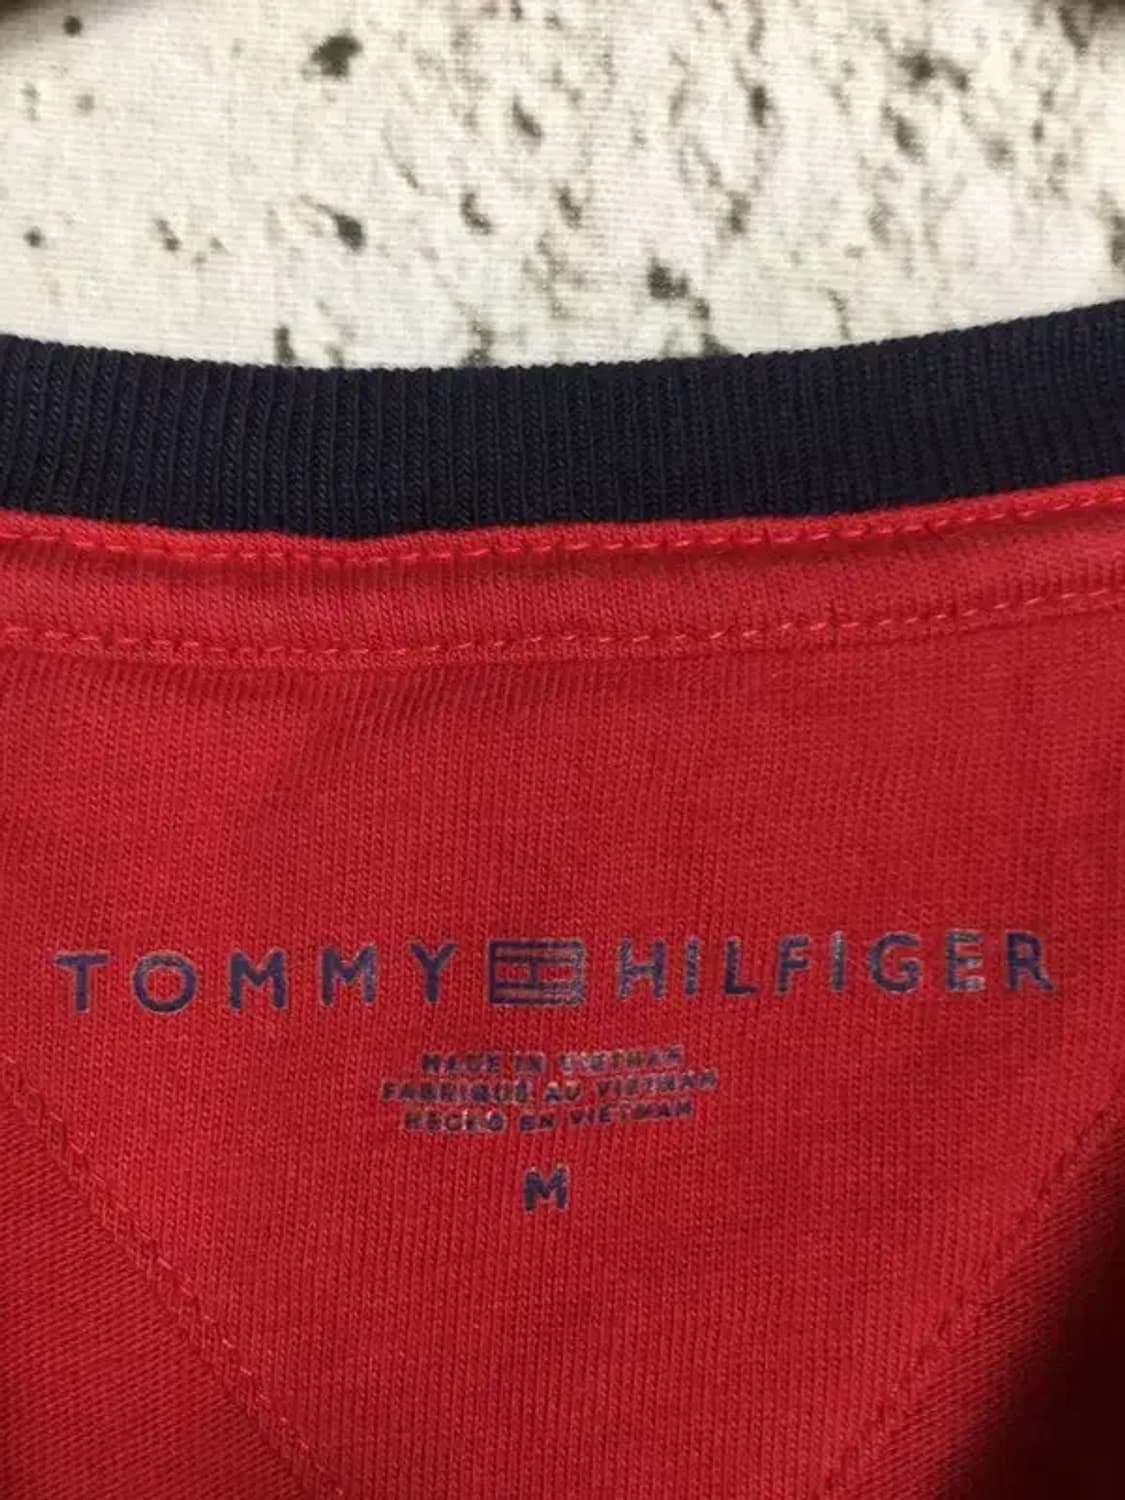 TOMMY HILFIGER
MADE IN VIETNAM
FABRIQUÉ AU VIETNAM
HECHO EN VIETNAM
M